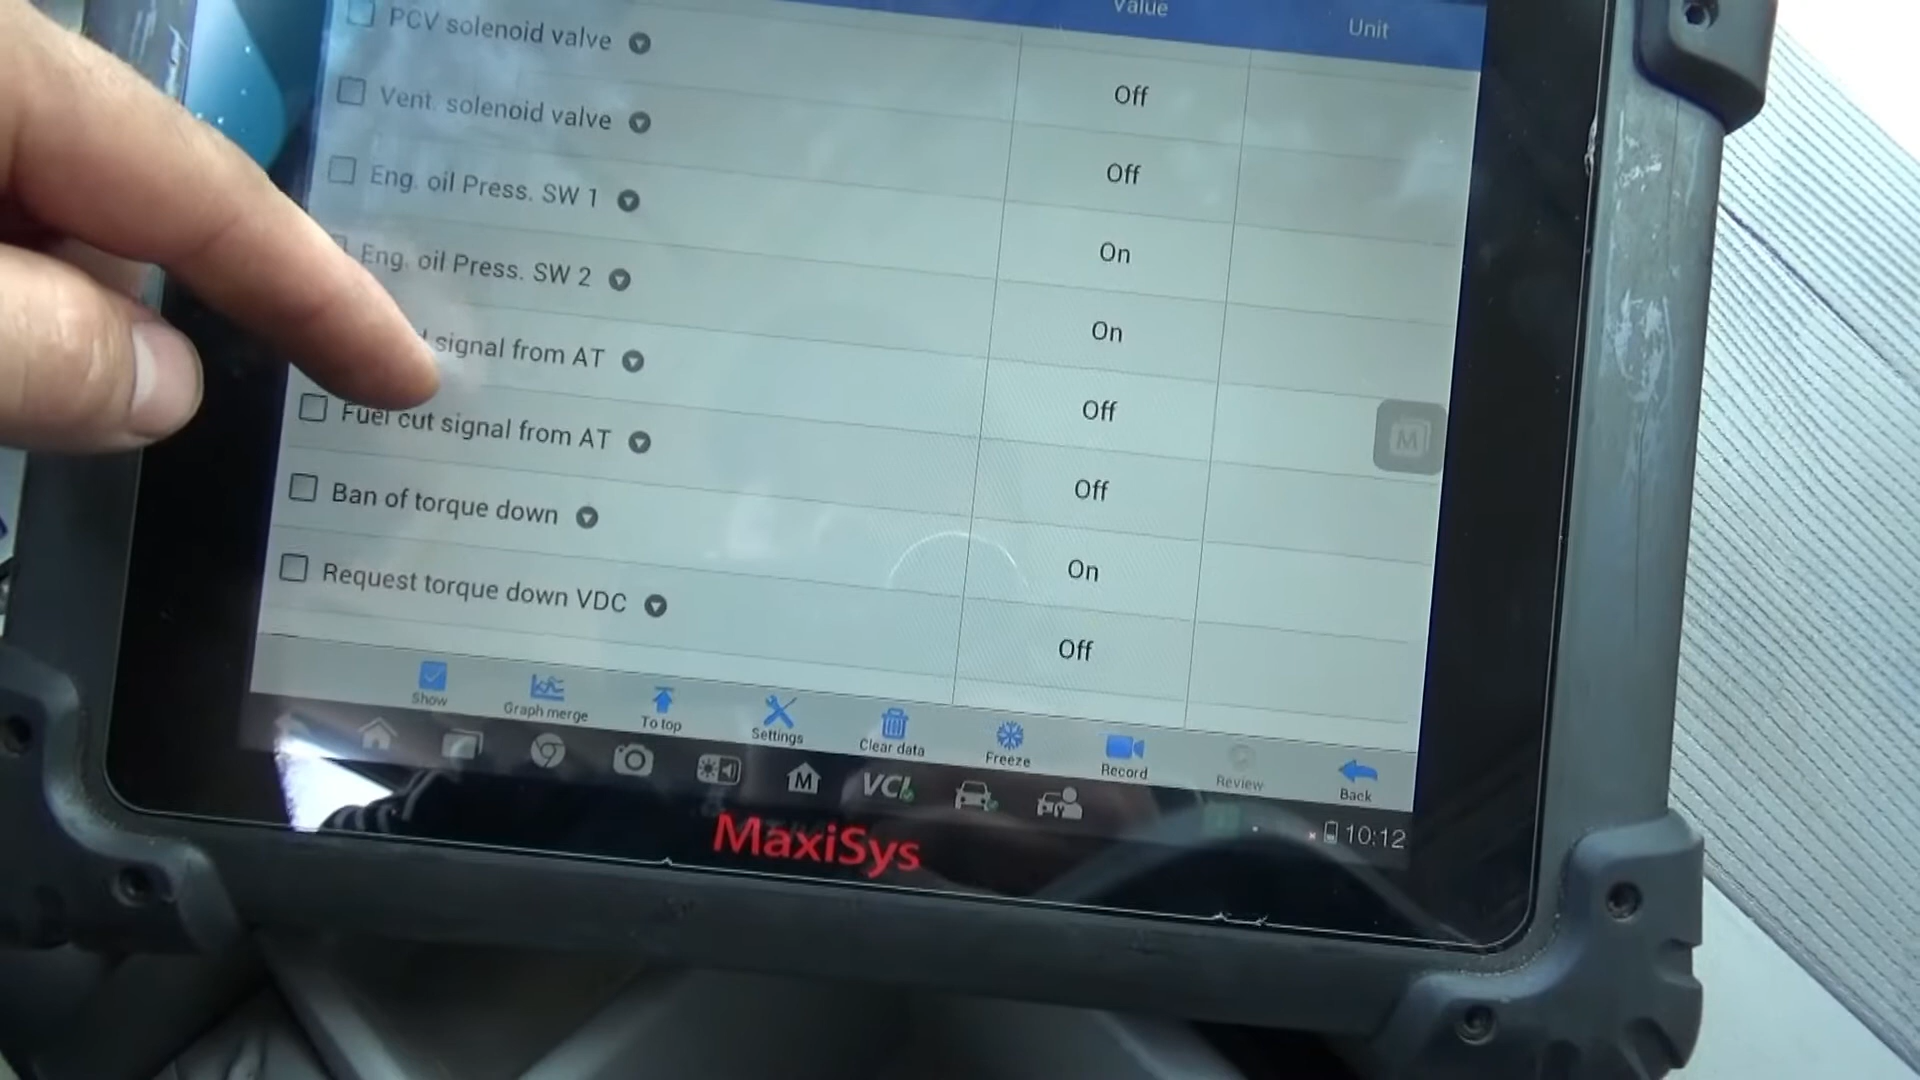 Value Unit
PCV solenoid valve Off
Vent. solenoid valve Off
Eng. oil Press. SW 1 On
Eng. oil Press. SW 2 On
signal from AT Off
Fuel cut signal from AT Off
Ban of torque down On
Request torque down VDC Off
M
Show Graph merge To top Settings Clear data Freeze Record Review Back
M VCI 10:12
MaxiSys